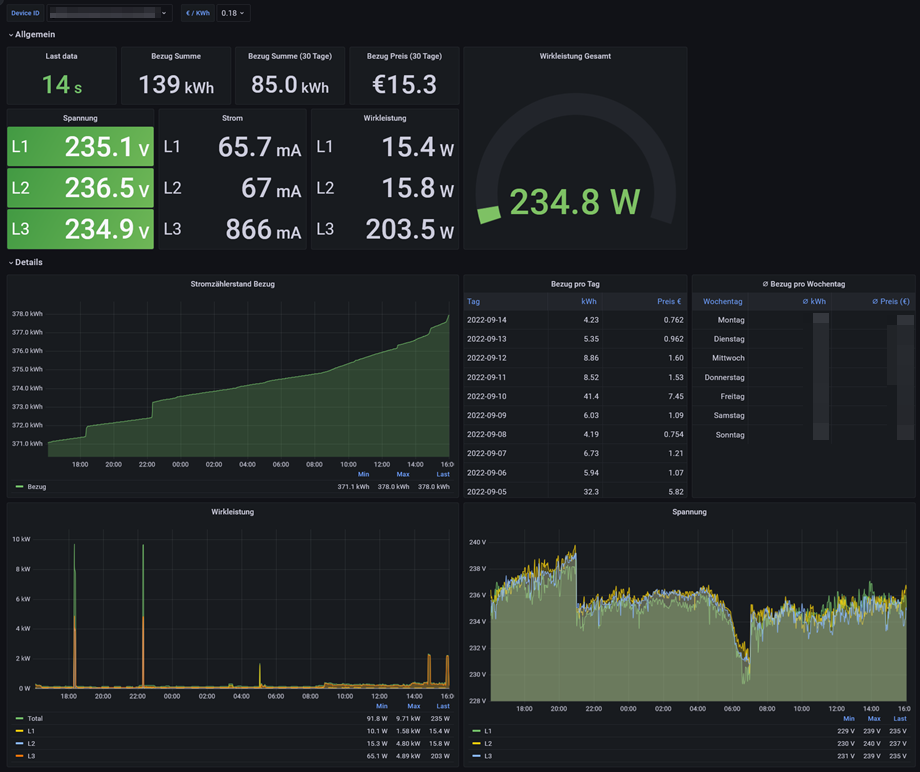 Device ID
€ / KWh 0.18
Allgemein
Last data
14 s
Bezug Summe
139 kWh
Bezug Summe (30 Tage)
85.0 kWh
Bezug Preis (30 Tage)
€15.3
Wirkleistung Gesamt
234.8 W
Spannung
L1 235.1 V
L2 236.5 V
L3 234.9 V
Strom
L1 65.7 mA
L2 67 mA
L3 866 mA
Wirkleistung
L1 15.4 W
L2 15.8 W
L3 203.5 W
Details
Stromzählerstand Bezug
378.0 kWh
377.0 kWh
376.0 kWh
375.0 kWh
374.0 kWh
373.0 kWh
372.0 kWh
371.0 kWh
18:00 20:00 22:00 00:00 02:00 04:00 06:00 08:00 10:00 12:00 14:00 16:0
Min Max Last
Bezug 371.1 kWh 378.0 kWh 378.0 kWh
Bezug pro Tag
Tag kWh Preis €
2022-09-14 4.23 0.762
2022-09-13 5.35 0.962
2022-09-12 8.86 1.60
2022-09-11 8.52 1.53
2022-09-10 41.4 7.45
2022-09-09 6.03 1.09
2022-09-08 4.19 0.754
2022-09-07 6.73 1.21
2022-09-06 5.94 1.07
2022-09-05 32.3 5.82
Ø Bezug pro Wochentag
Wochentag Ø kWh Ø Preis (€)
Montag
Dienstag
Mittwoch
Donnerstag
Freitag
Samstag
Sonntag
Wirkleistung
10 kW
8 kW
6 kW
4 kW
2 kW
0 W
18:00 20:00 22:00 00:00 02:00 04:00 06:00 08:00 10:00 12:00 14:00 16:0
Min Max Last
Total 91.8 W 9.71 kW 235 W
L1 10.1 W 1.58 kW 15.4 W
L2 15.3 W 4.80 kW 15.8 W
L3 65.1 W 4.89 kW 203 W
Spannung
240 V
238 V
236 V
234 V
232 V
230 V
228 V
18:00 20:00 22:00 00:00 02:00 04:00 06:00 08:00 10:00 12:00 14:00 16:0
Min Max Last
L1 229 V 239 V 235 V
L2 230 V 240 V 237 V
L3 231 V 239 V 235 V